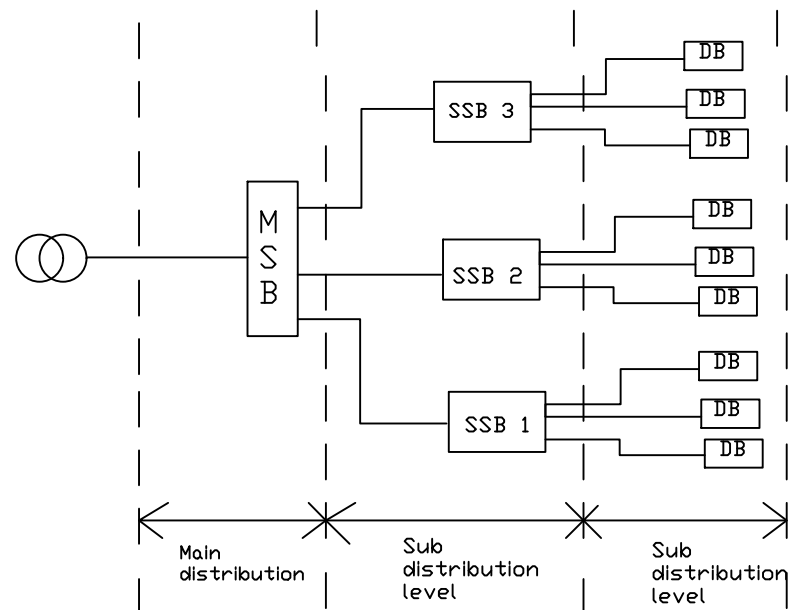 DB
DB
SSB 3
DB
DB
M
S
B
DB
SSB 2
DB
DB
DB
SSB 1
DB
Main
distribution
Sub
distribution
level
Sub
distribution
level